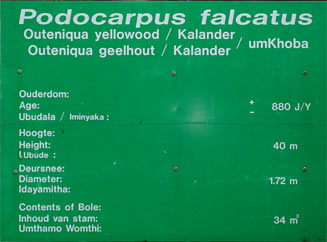 Podocarpus falcatus
Outeniqua yellowood / Kalander / umKhoba
Outeniqua geelhout / Kalander
Ouderdom:
Age: ± 880 J/Y
Ubudala / Iminyaka :
Hoogte:
Height: 40 m
Ubude :
Deursnee:
Diameter: 1.72 m
Idayamitha:
Contents of Bole:
Inhoud van stam: 34 m³
Umthamo Womthi: